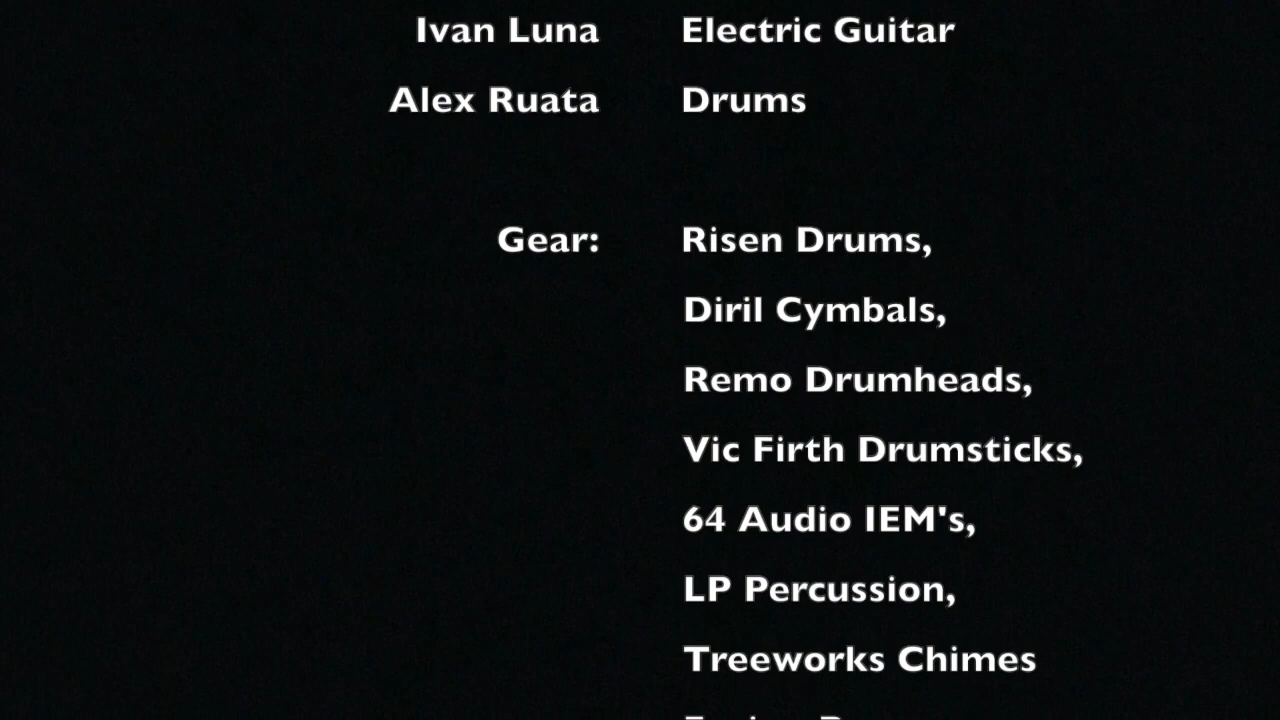 Ivan Luna Electric Guitar
Alex Ruata Drums
Gear: Risen Drums,
Diril Cymbals,
Remo Drumheads,
Vic Firth Drumsticks,
64 Audio IEM's,
LP Percussion,
Treeworks Chimes